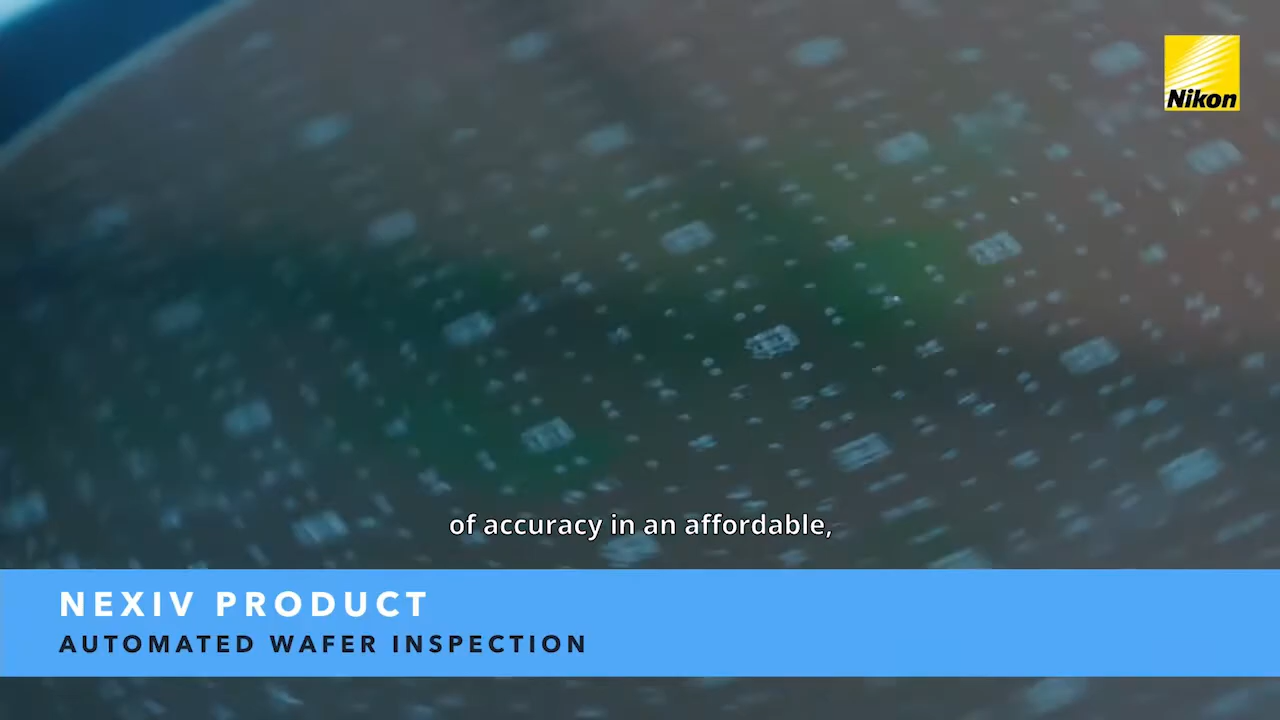 Nikon
of accuracy in an affordable,
NEXIV PRODUCT
AUTOMATED WAFER INSPECTION